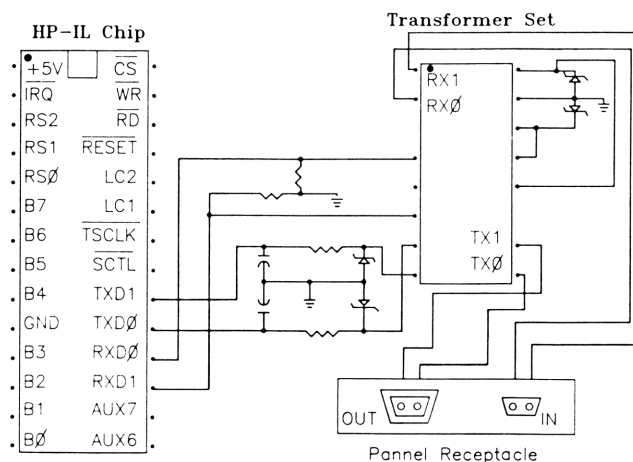 Transformer Set
HP-IL Chip
+5V CS
IRQ WR
RS2 RD
RS1 RESET
RSØ LC2
B7 LC1
B6 TSCLK
B5 SCTL
B4 TXD1
GND TXDØ
B3 RXDØ
B2 RXD1
B1 AUX7
BØ AUX6
RX1
RXØ
TX1
TXØ
OUT IN
Pannel Receptacle